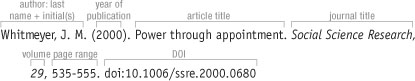 author: last name + initial(s)
year of publication
article title
journal title
Whitmeyer, J. M. (2000). Power through appointment. Social Science Research,
volume
page range
DOI
29, 535-555. doi:10.1006/ssre.2000.0680